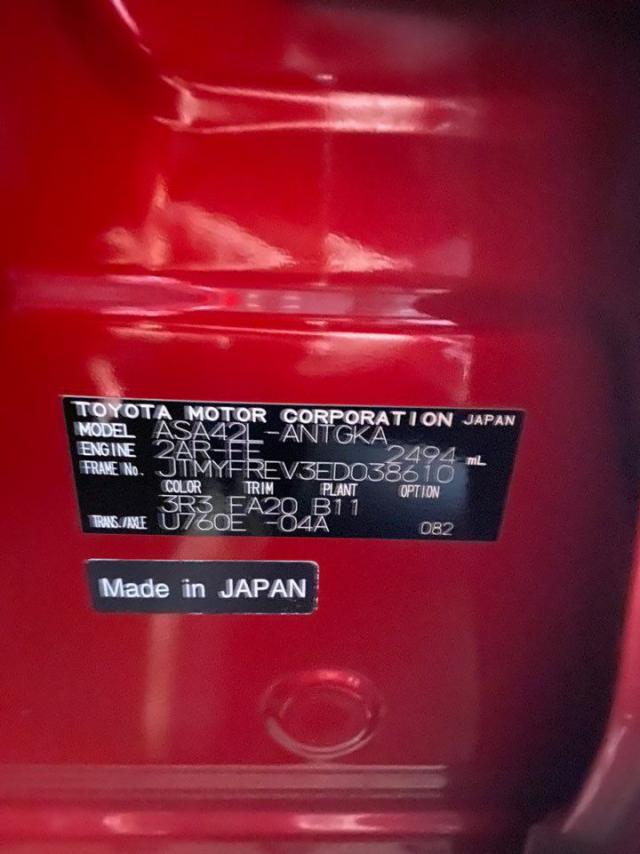 TOYOTA MOTOR CORPORATION JAPAN
MODEL ASA42L-ANTGKA
ENGINE 2AR-FE 2494 mL
FRAME No. JTMYFREV3ED038610
COLOR TRIM PLANT OPTION
3R3 FA20 B11
TRANS./AXLE U760E -04A 082
Made in JAPAN